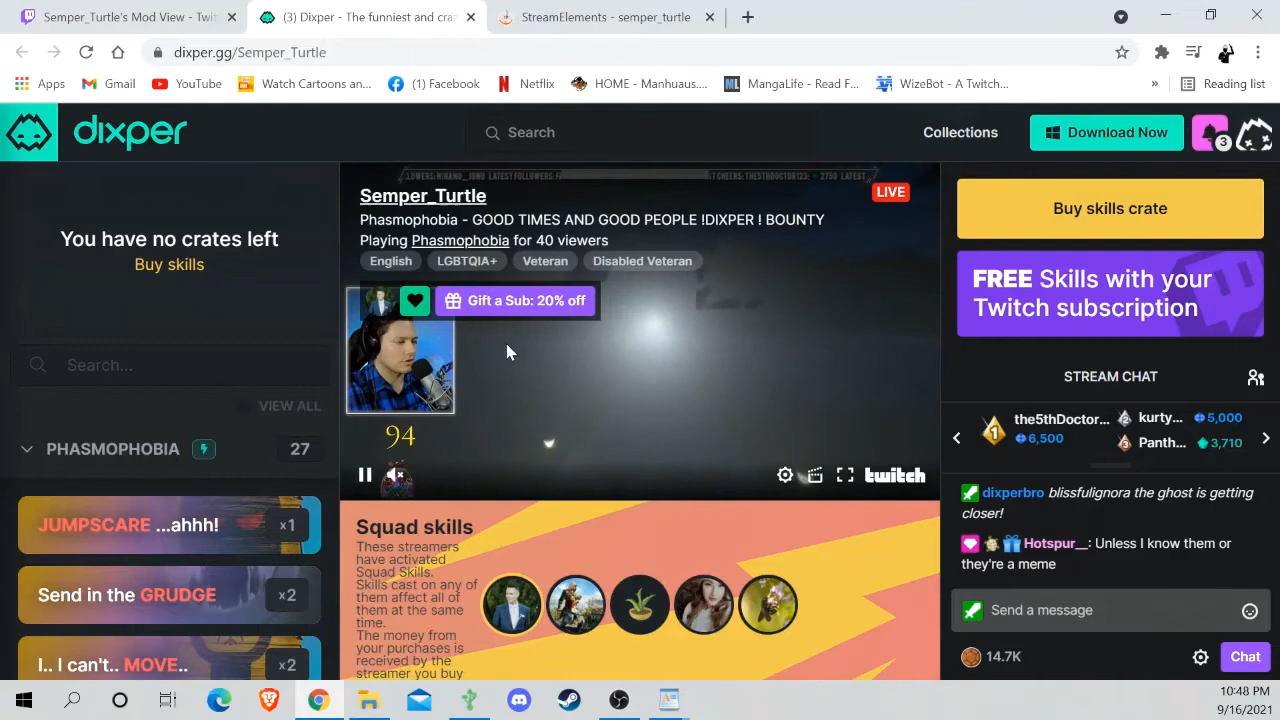 Semper_Turtle's Mod View - Twit
(3) Dixper - The funniest and cra
StreamElements - semper_turtle
dixper.gg/Semper_Turtle
Apps
Gmail
YouTube
Watch Cartoons an...
(1) Facebook
Netflix
HOME - Manhuaus....
MangaLife - Read F...
WizeBot - A Twitch...
»
Reading list
dixper
Search
Collections
Download Now
3
You have no crates left
Buy skills
Search...
VIEW ALL
PHASMOPHOBIA
27
JUMPSCARE ...ahhh!
x1
Send in the GRUDGE
x2
I.. I can't.. MOVE..
x2
Semper_Turtle
LIVE
Phasmophobia - GOOD TIMES AND GOOD PEOPLE !DIXPER ! BOUNTY
Playing Phasmophobia for 40 viewers
English
LGBTQIA+
Veteran
Disabled Veteran
Gift a Sub: 20% off
94
twitch
Squad skills
These streamers
have activated
Squad Skills.
Skills cast on any of
them affect all of
them at the same
time.
The money from
your purchases is
received by the
streamer you buy
Buy skills crate
FREE Skills with your
Twitch subscription
STREAM CHAT
1
the5thDoctor...
6,500
2
kurty...
5,000
3
Panth...
3,710
dixperbro blissfulignora the ghost is getting
closer!
Hotspur__: Unless I know them or
they're a meme
Send a message
14.7K
Chat
10:48 PM
9/16/2021